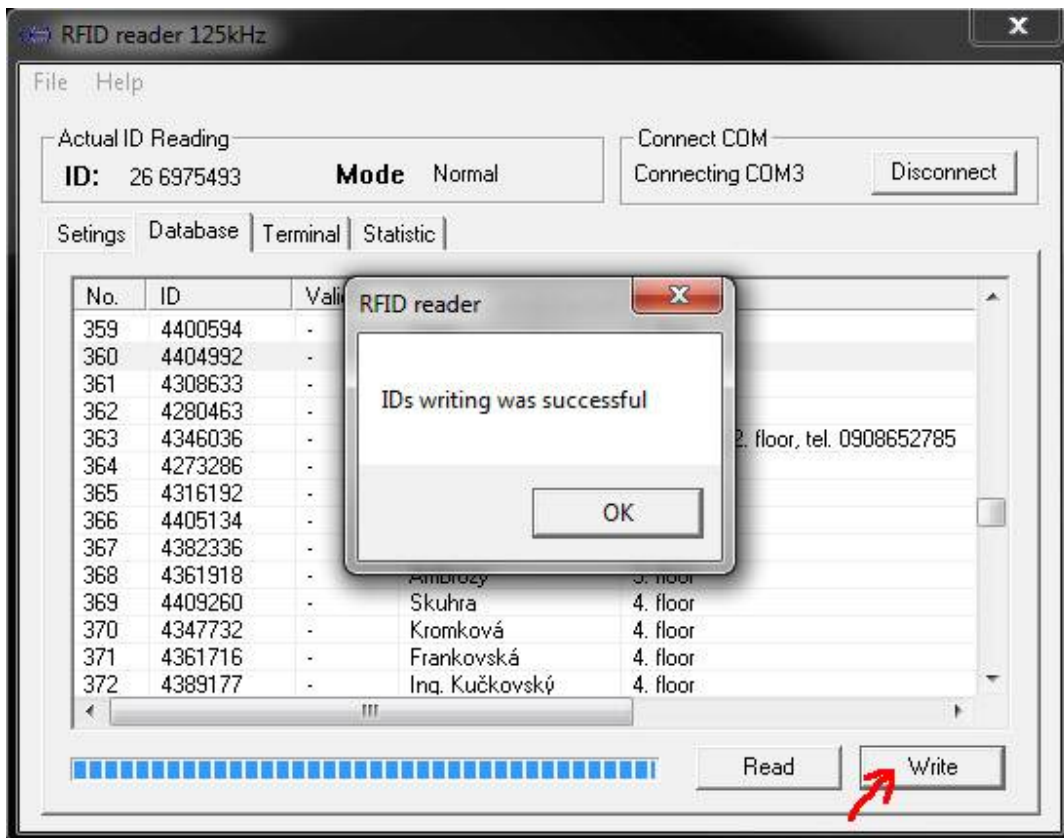 RFID reader 125kHz
File Help
Actual ID Reading
ID: 26 6975493 Mode Normal
Connect COM
Connecting COM3 Disconnect
Setings Database Terminal Statistic
No. ID
RFID reader
IDs writing was successful
OK
359 4400594 -
360 4404992 -
361 4308633 -
362 4280463 -
363 4346036 - 2. floor, tel. 0908652785
364 4273286 -
365 4316192 -
366 4405134 -
367 4382336 -
368 4361918 - Ambrozy floor
369 4409260 - Skuhra 4. floor
370 4347732 - Kromková 4. floor
371 4361716 - Frankovská 4. floor
372 4389177 - Ing. Kučkovský 4. floor
Read Write